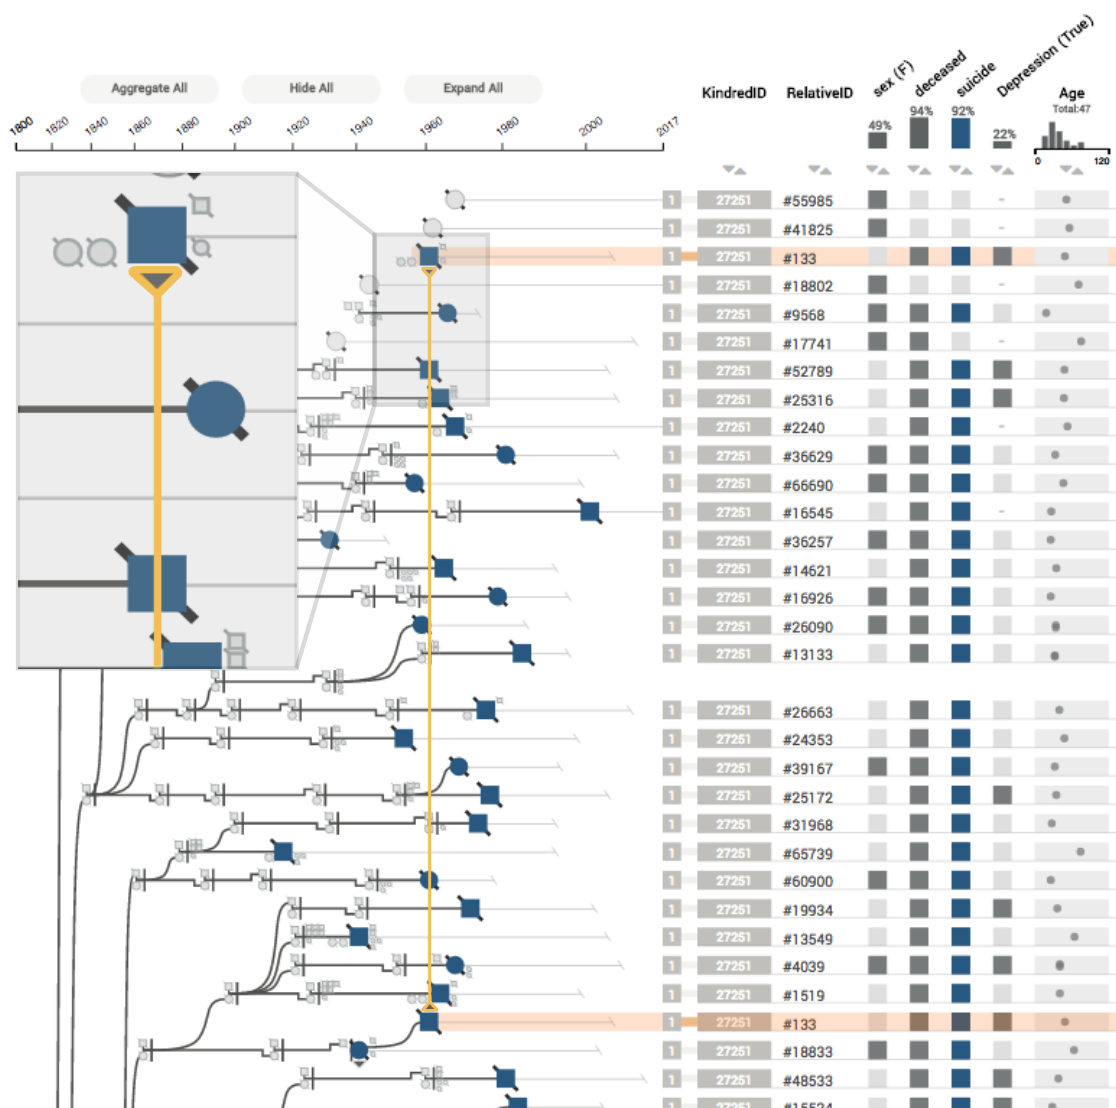 Aggregate All Hide All Expand All
KindredID RelativeID sex (F) deceased suicide Depression (True) Age
Total:47
49% 94% 92% 22%
1800 1820 1840 1860 1880 1900 1920 1940 1960 1980 2000 2017
0 120
1 27251 #55985 -
1 27251 #41825 -
1 27251 #133
1 27251 #18802 -
1 27251 #9568
1 27251 #17741 -
1 27251 #52789
1 27251 #25316
1 27251 #2240 -
1 27251 #36629
1 27251 #66690
1 27251 #16545 -
1 27251 #36257
1 27251 #14621
1 27251 #16926
1 27251 #26090
1 27251 #13133
1 27251 #26663
1 27251 #24353
1 27251 #39167
1 27251 #25172
1 27251 #31968
1 27251 #65739
1 27251 #60900
1 27251 #19934
1 27251 #13549
1 27251 #4039
1 27251 #1519
1 27251 #133
1 27251 #18833
1 27251 #48533